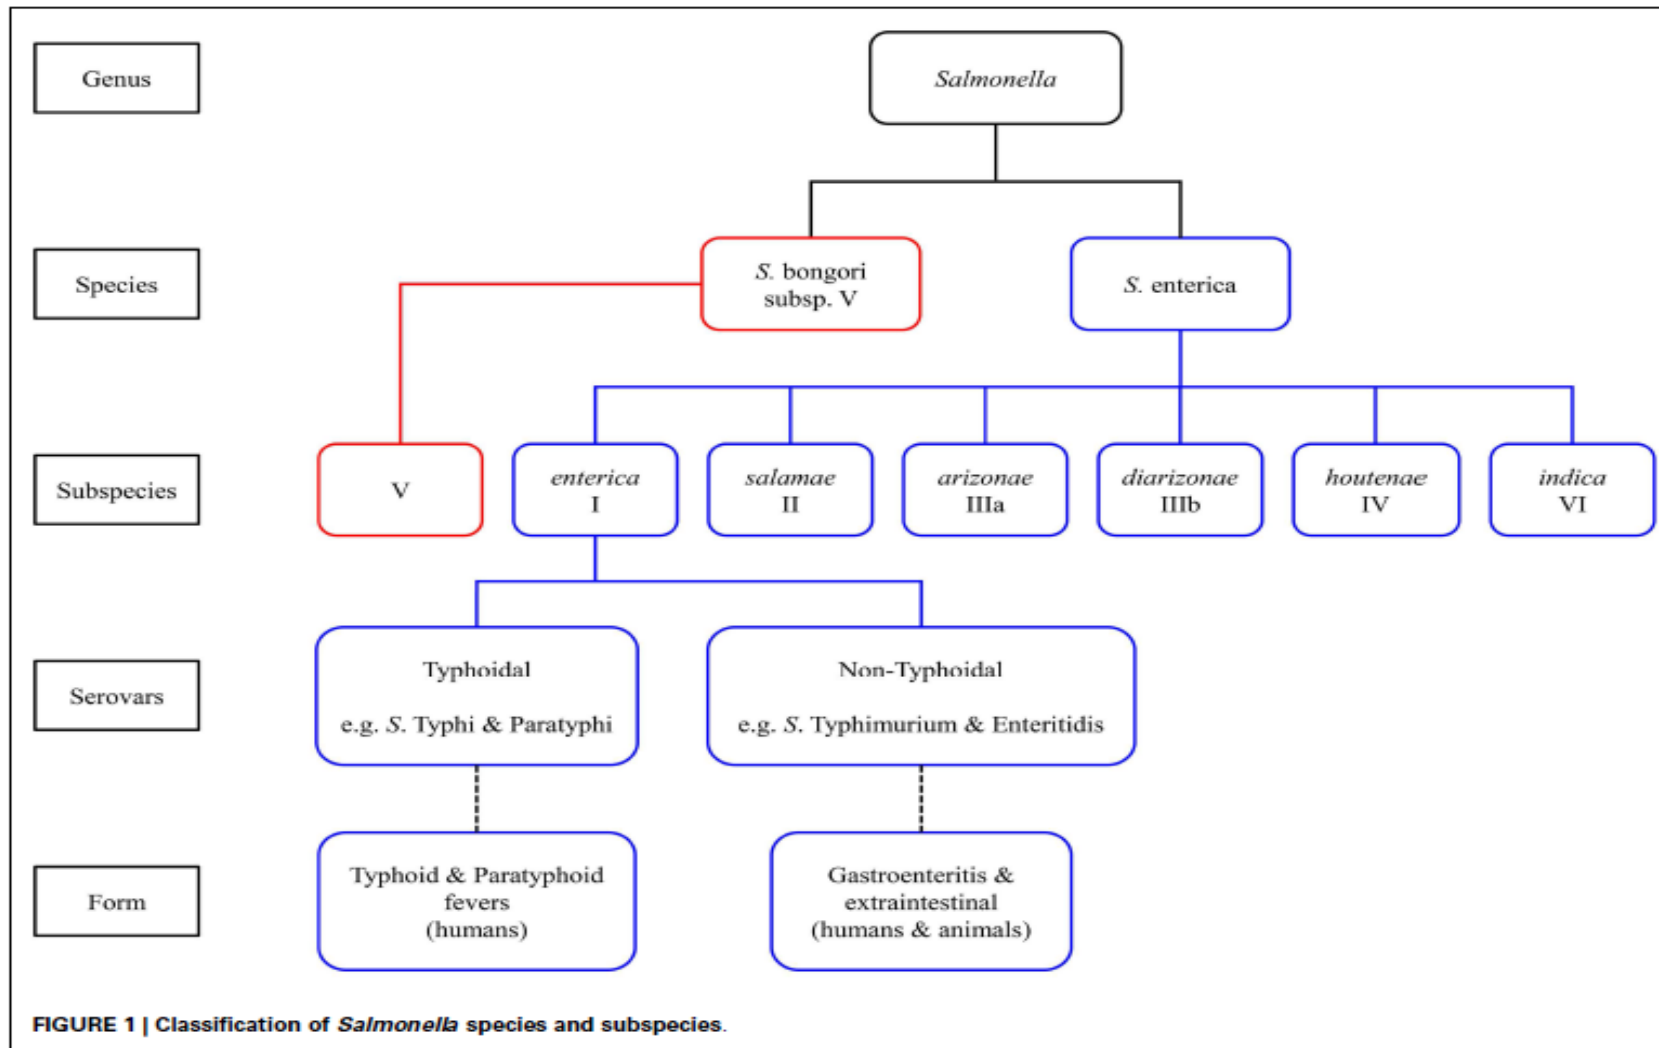 Genus
Salmonella
Species
S. bongori
subsp. V
S. enterica
Subspecies
V
enterica
I
salamae
II
arizonae
IIIa
diarizonae
IIIb
houtenae
IV
indica
VI
Serovars
Typhoidal
e.g. S. Typhi & Paratyphi
Non-Typhoidal
e.g. S. Typhimurium & Enteritidis
Form
Typhoid & Paratyphoid
fevers
(humans)
Gastroenteritis &
extraintestinal
(humans & animals)
FIGURE 1 | Classification of Salmonella species and subspecies.